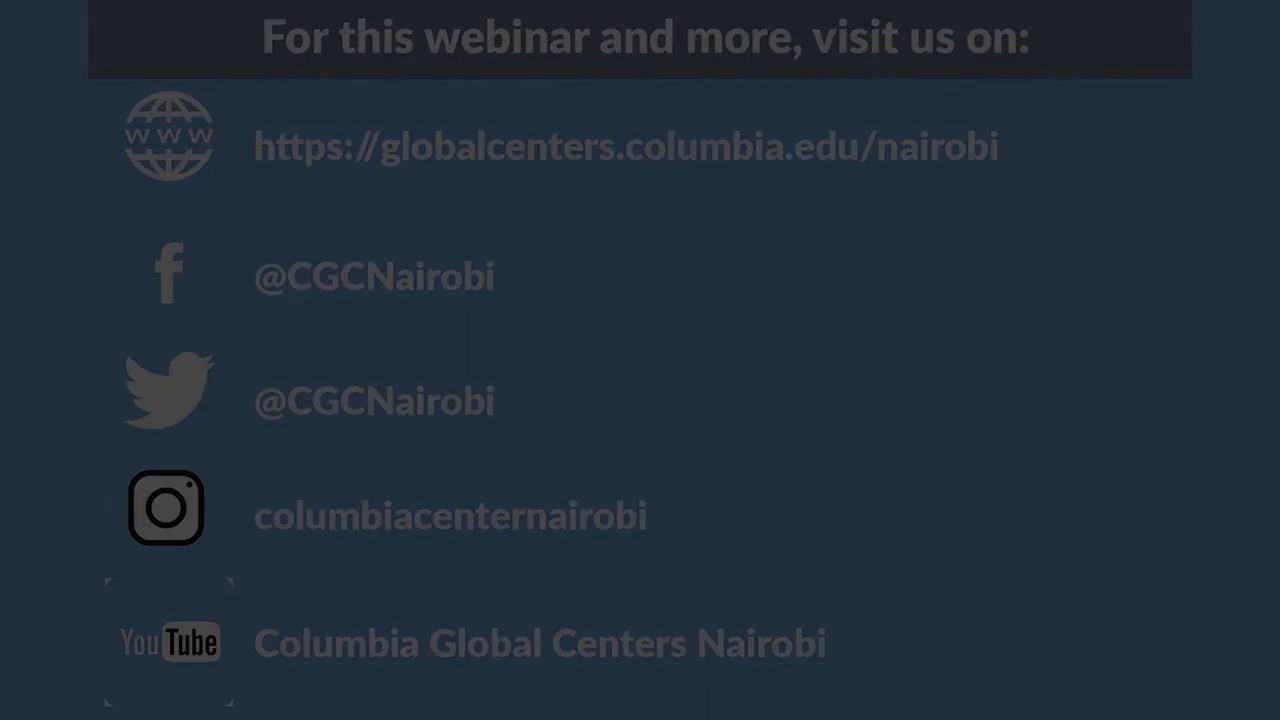 For this webinar and more, visit us on:
WWW
https://globalcenters.columbia.edu/nairobi
@CGCNairobi
@CGCNairobi
columbiacenternairobi
YouTube Columbia Global Centers Nairobi